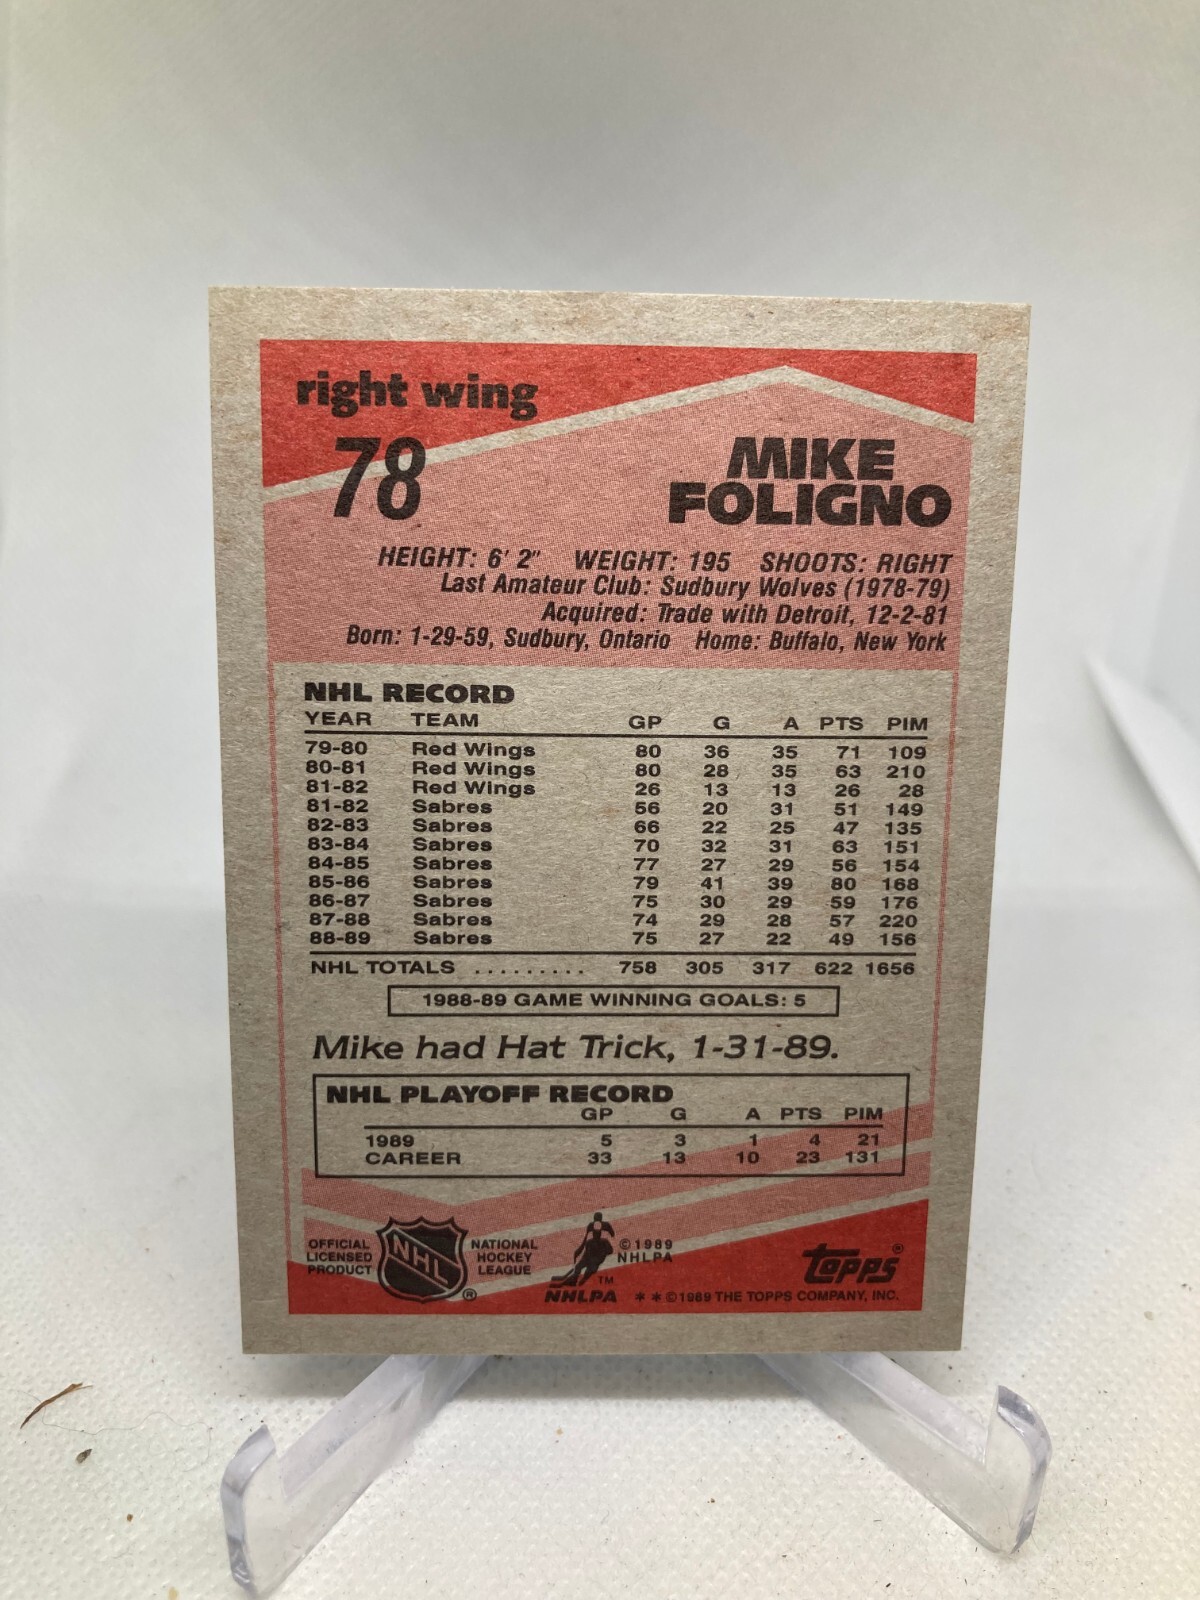 right wing
78
MIKE
FOLIGNO
HEIGHT: 6' 2" WEIGHT: 195 SHOOTS: RIGHT
Last Amateur Club: Sudbury Wolves (1978-79)
Acquired: Trade with Detroit, 12-2-81
Born: 1-29-59, Sudbury, Ontario Home: Buffalo, New York
NHL RECORD
YEAR TEAM GP G A PTS PIM
79-80 Red Wings 80 36 35 71 109
80-81 Red Wings 80 28 35 63 210
81-82 Red Wings 26 13 13 26 28
81-82 Sabres 56 20 31 51 149
82-83 Sabres 66 22 25 47 135
83-84 Sabres 70 32 31 63 151
84-85 Sabres 77 27 29 56 154
85-86 Sabres 79 41 39 80 168
86-87 Sabres 75 30 29 59 176
87-88 Sabres 74 29 28 57 220
88-89 Sabres 75 27 22 49 156
NHL TOTALS ......... 758 305 317 622 1656
1988-89 GAME WINNING GOALS: 5
Mike had Hat Trick, 1-31-89.
NHL PLAYOFF RECORD
GP G A PTS PIM
1989 5 3 1 4 21
CAREER 33 13 10 23 131
OFFICIAL
LICENSED
PRODUCT
NHL
®
NATIONAL
HOCKEY
LEAGUE
TM
NHLPA
©1989
NHLPA
topps®
* * ©1989 THE TOPPS COMPANY, INC.